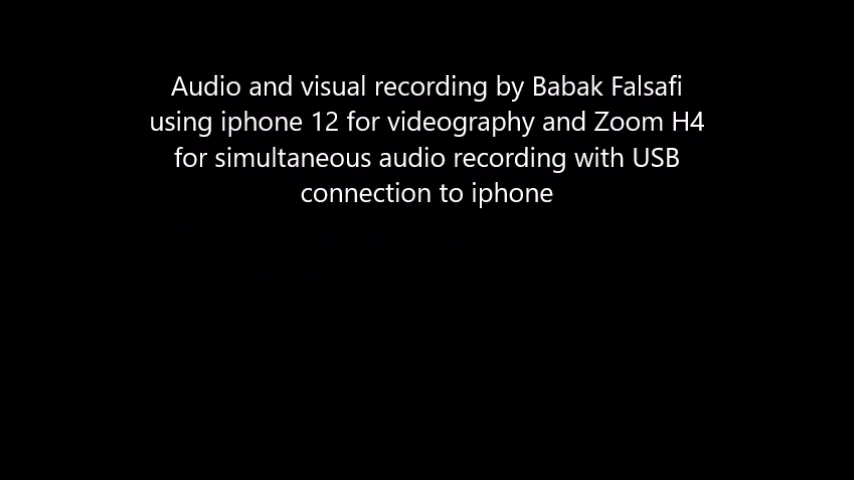 Audio and visual recording by Babak Falsafi
using iphone 12 for videography and Zoom H4
for simultaneous audio recording with USB
connection to iphone